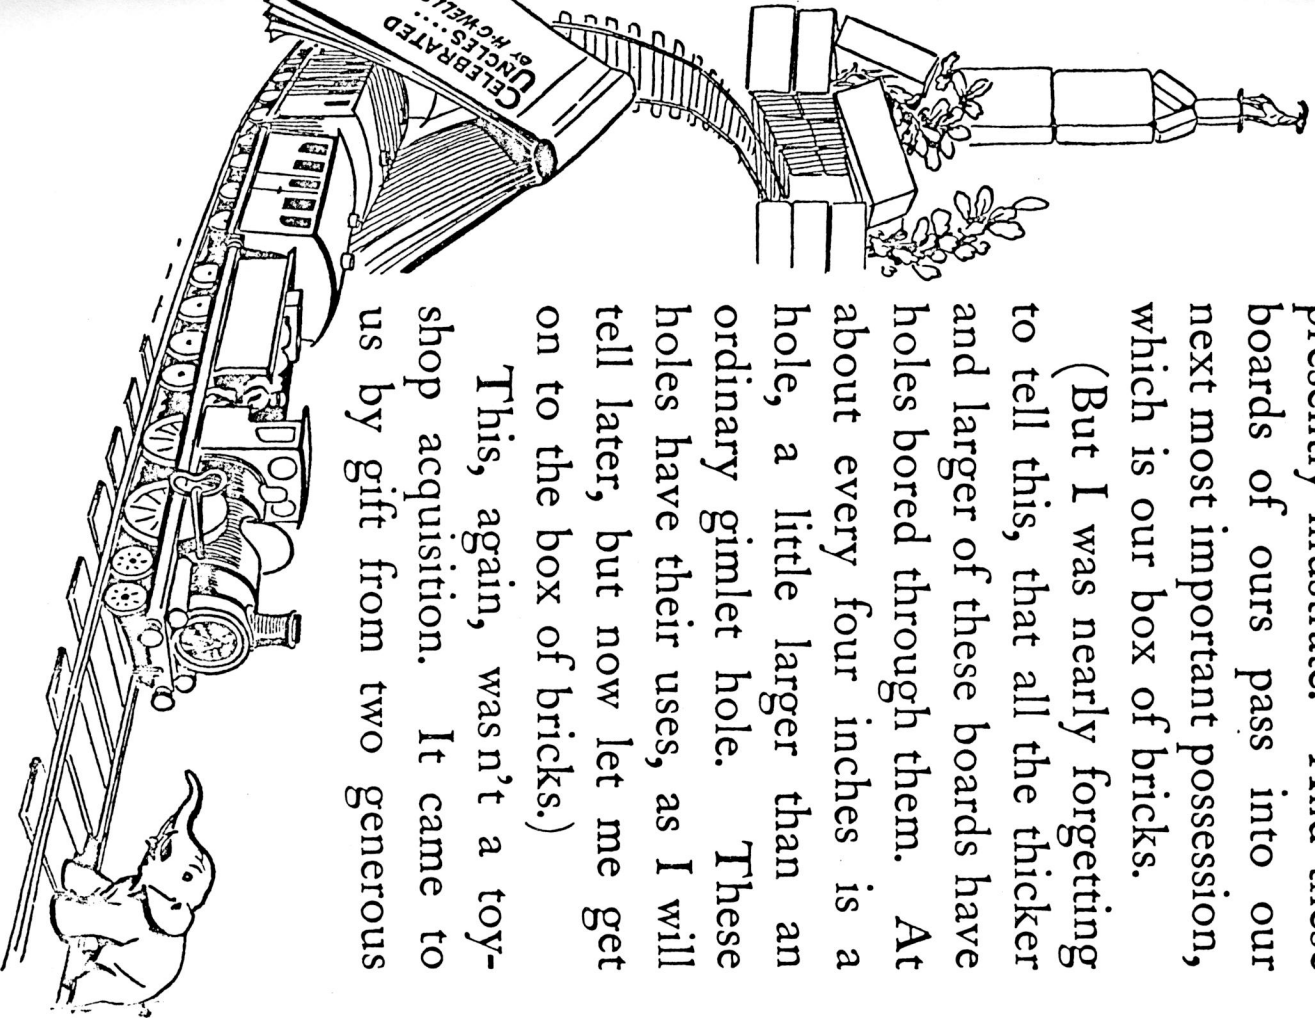 boards of ours pass into our
next most important possession,
which is our box of bricks.
(But I was nearly forgetting
to tell this, that all the thicker
and larger of these boards have
holes bored through them. At
about every four inches is a
hole, a little larger than an
ordinary gimlet hole. These
holes have their uses, as I will
tell later, but now let me get
on to the box of bricks.)
This, again, wasn't a toy-
shop acquisition. It came to
us by gift from two generous
CELEBRATED
UNCLES....
BY H.G.WELLS